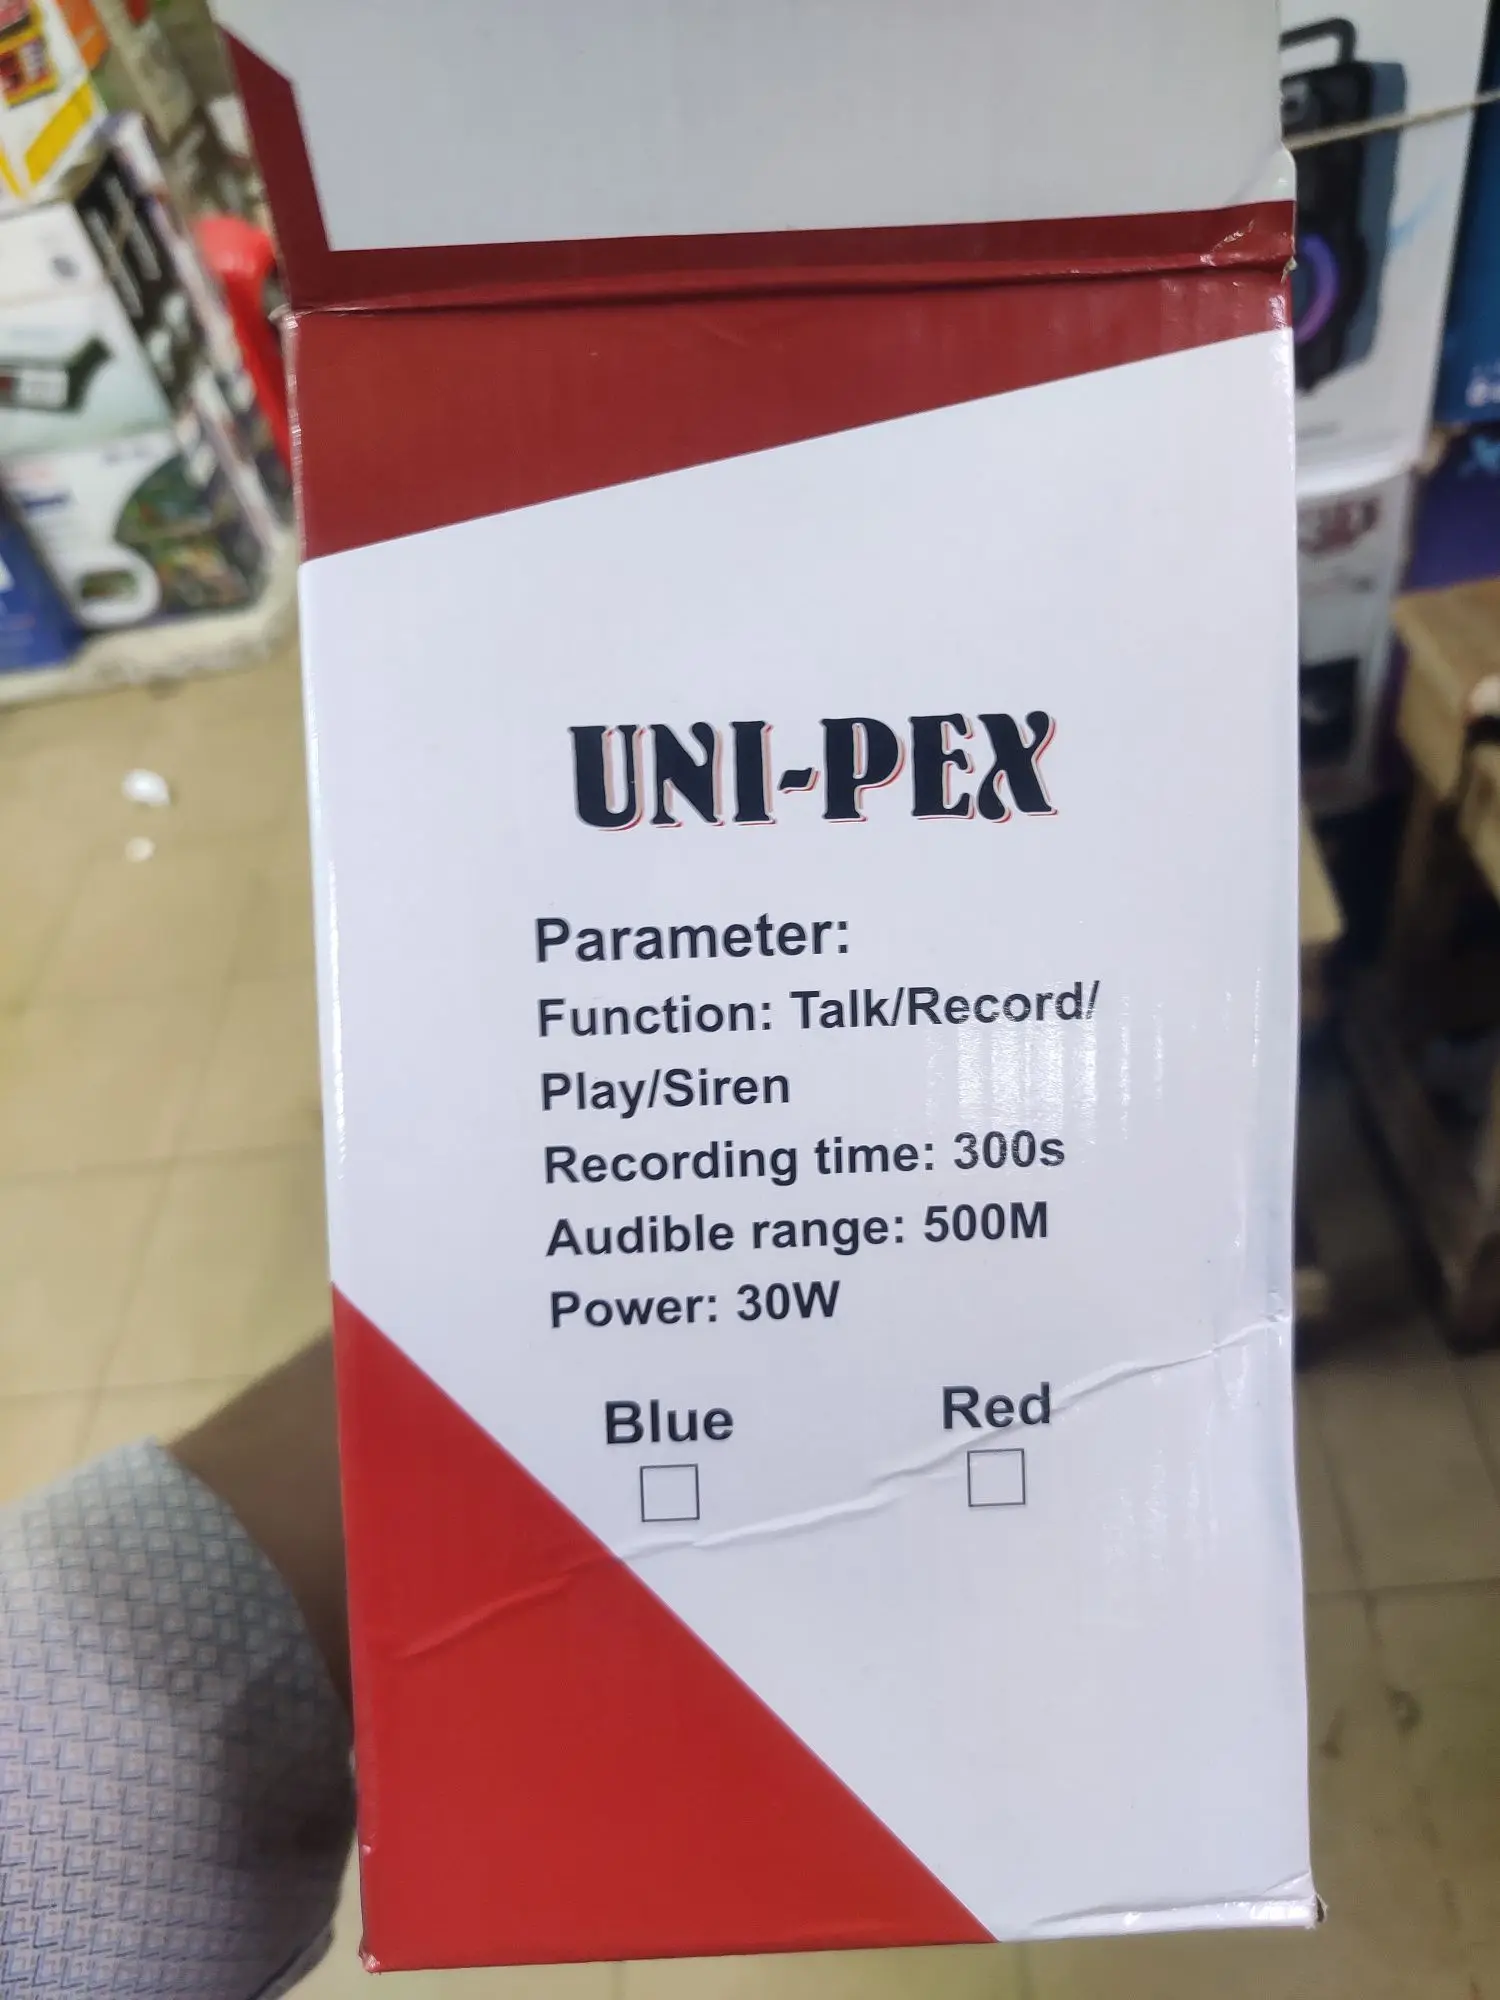 UNI-PEX
Parameter:
Function: Talk/Record/
Play/Siren
Recording time: 300s
Audible range: 500M
Power: 30W
Blue Red